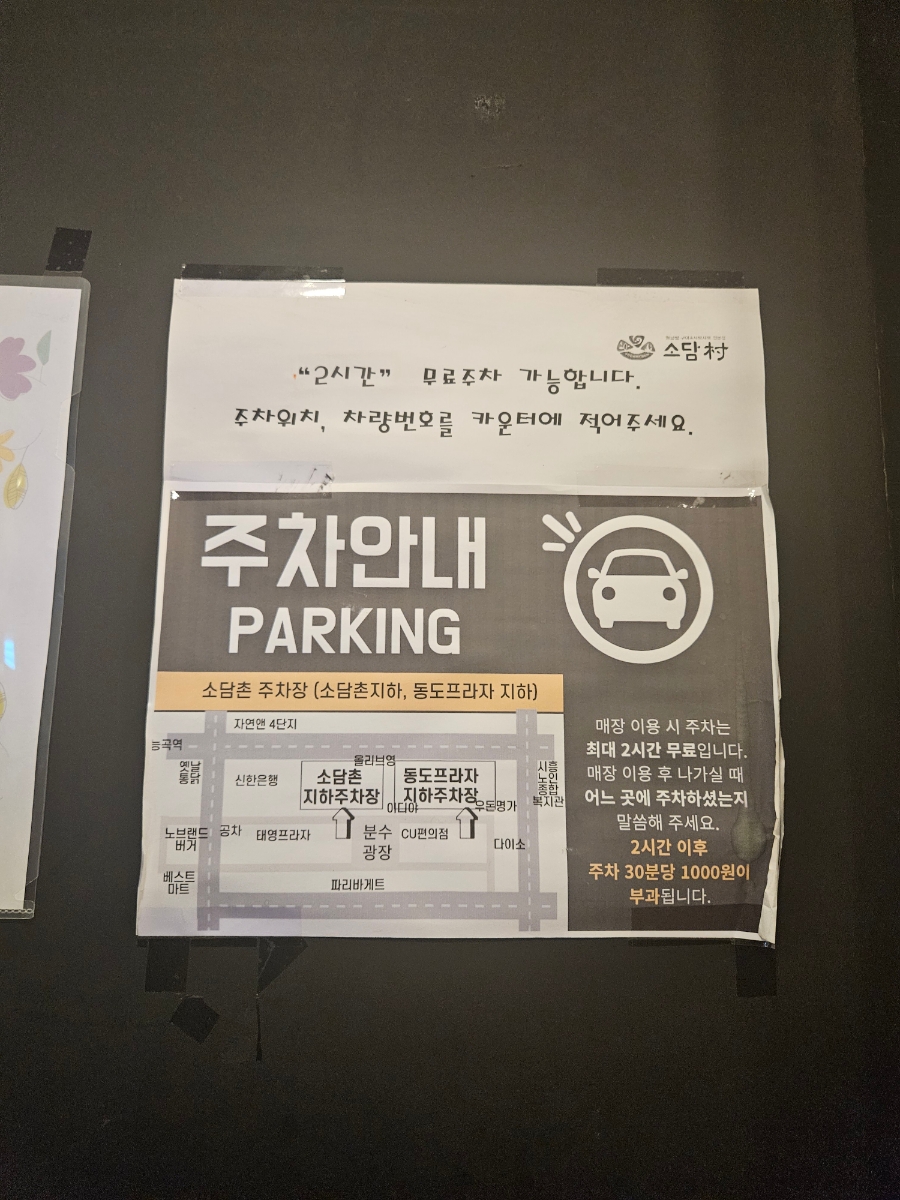 소담村
“2시간” 무료주차 가능합니다.
주차위치, 차량번호를 카운터에 적어주세요.
주차안내
PARKING
소담촌 주차장 (소담촌지하, 동도프라자 지하)
자연앤 4단지
능곡역
옛날
통닭
신한은행
올리브영
소담촌
지하주차장
동도프라자
지하주차장
시흥
노인
종합
복지관
이디야
우돈명가
노브랜드
버거
공차
태영프라자
분수
광장
CU편의점
다이소
베스트
마트
파리바게트
매장 이용 시 주차는
최대 2시간 무료입니다.
매장 이용 후 나가실 때
어느 곳에 주차하셨는지
말씀해 주세요.
2시간 이후
주차 30분당 1000원이
부과됩니다.